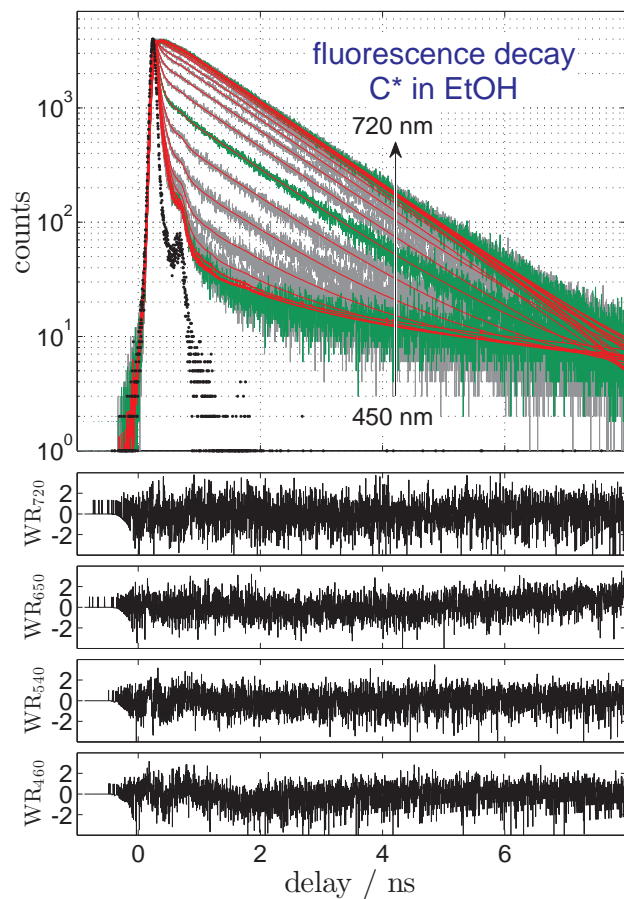 fluorescence decay
C* in EtOH
720 nm
450 nm
counts
10³
10²
10¹
10⁰
WR₇₂₀
2
0
-2
WR₆₅₀
2
0
-2
WR₅₄₀
2
0
-2
WR₄₆₀
2
0
-2
0 2 4 6
delay / ns